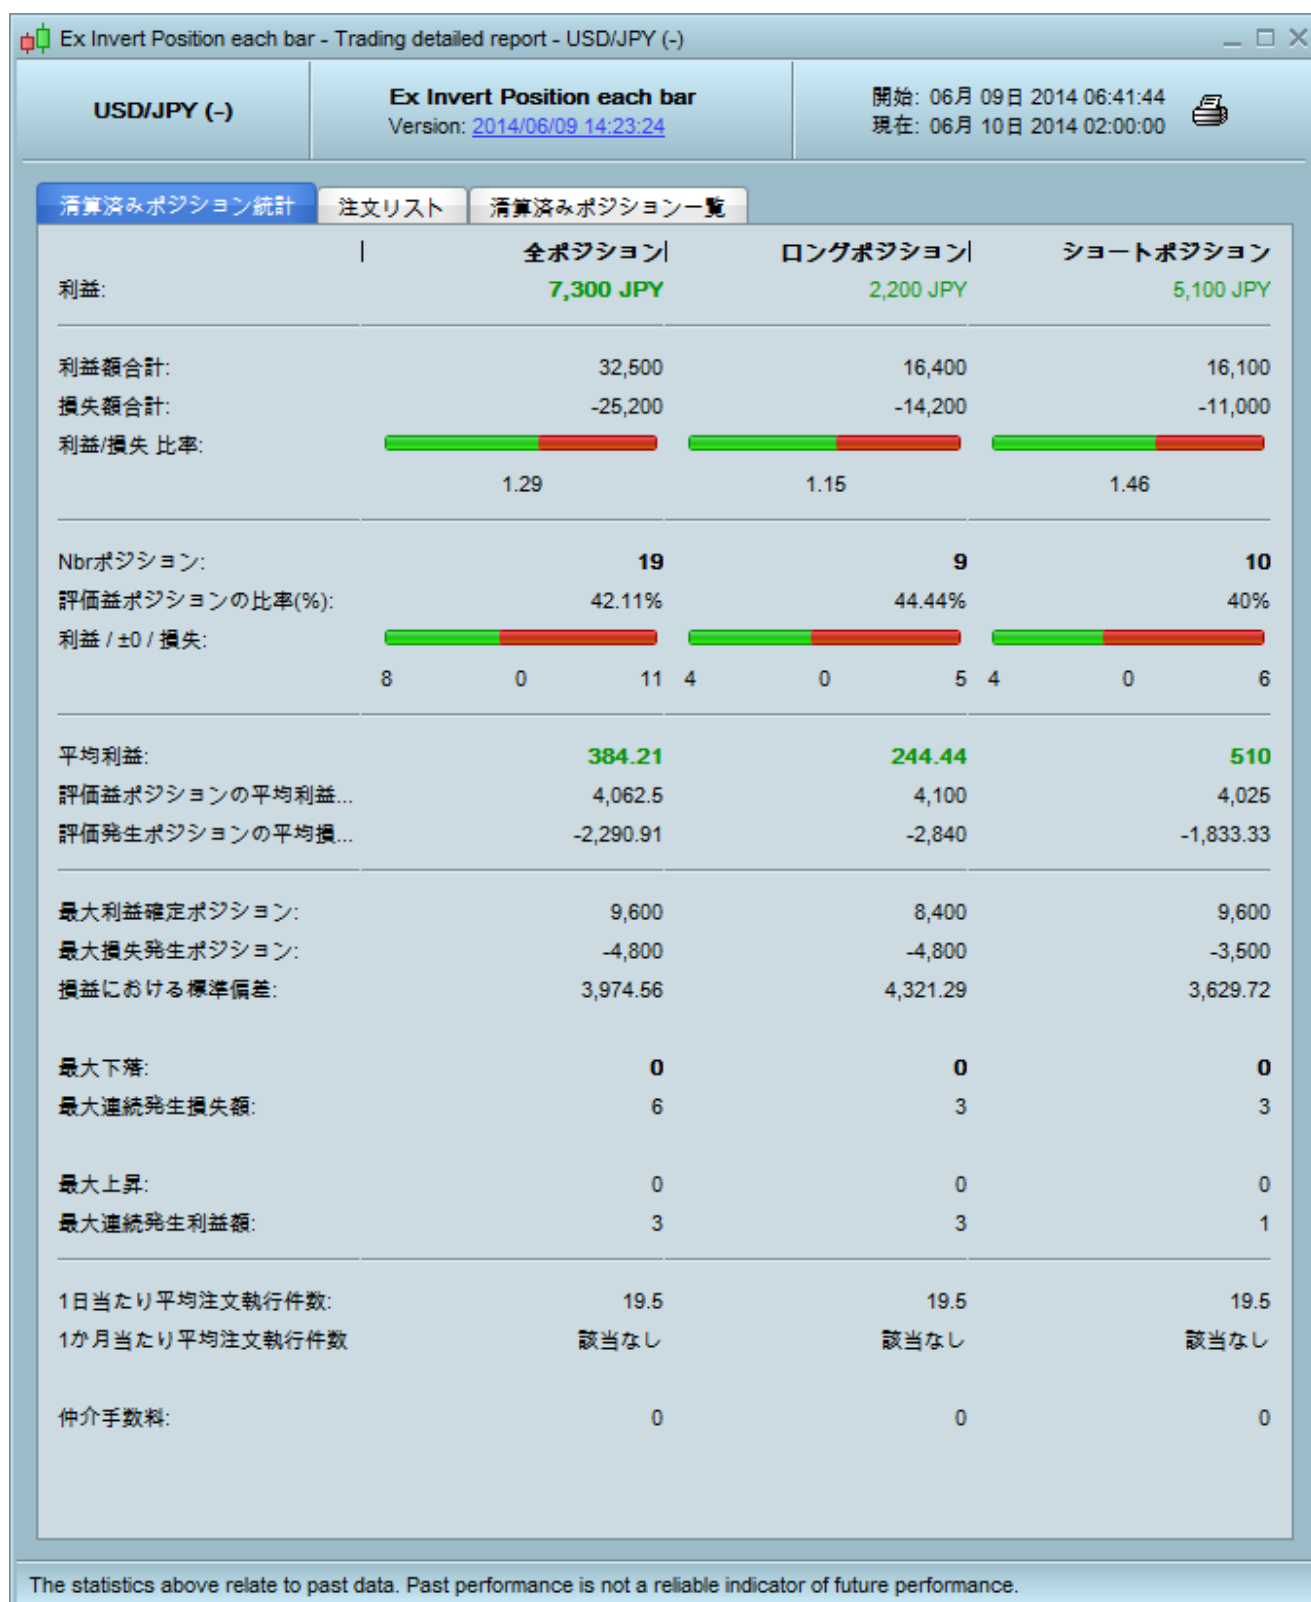 Ex Invert Position each bar - Trading detailed report - USD/JPY (-)
USD/JPY (-)
Ex Invert Position each bar
Version: 2014/06/09 14:23:24
開始: 06月 09日 2014 06:41:44
現在: 06月 10日 2014 02:00:00
清算済みポジション統計 注文リスト 清算済みポジション一覧
全ポジション ロングポジション ショートポジション
利益: 7,300 JPY 2,200 JPY 5,100 JPY
利益額合計: 32,500 16,400 16,100
損失額合計: -25,200 -14,200 -11,000
利益/損失 比率:
1.29 1.15 1.46
Nbrポジション: 19 9 10
評価益ポジションの比率(%): 42.11% 44.44% 40%
利益 / ±0 / 損失:
8 0 11 4 0 5 4 0 6
平均利益: 384.21 244.44 510
評価益ポジションの平均利益... 4,062.5 4,100 4,025
評価発生ポジションの平均損... -2,290.91 -2,840 -1,833.33
最大利益確定ポジション: 9,600 8,400 9,600
最大損失発生ポジション: -4,800 -4,800 -3,500
損益における標準偏差: 3,974.56 4,321.29 3,629.72
最大下落: 0 0 0
最大連続発生損失額: 6 3 3
最大上昇: 0 0 0
最大連続発生利益額: 3 3 1
1日当たり平均注文執行件数: 19.5 19.5 19.5
1か月当たり平均注文執行件数 該当なし 該当なし 該当なし
仲介手数料: 0 0 0
The statistics above relate to past data. Past performance is not a reliable indicator of future performance.